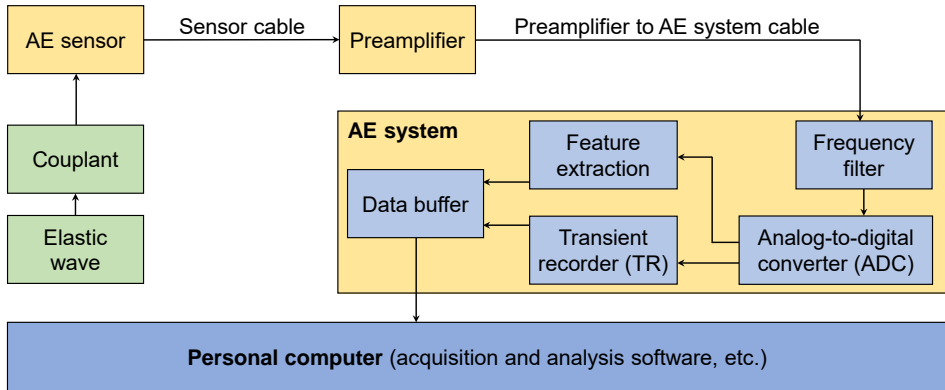 AE sensor
Sensor cable
Preamplifier
Preamplifier to AE system cable
AE system
Couplant
Elastic
wave
Feature
extraction
Frequency
filter
Data buffer
Transient
recorder (TR)
Analog-to-digital
converter (ADC)
Personal computer (acquisition and analysis software, etc.)